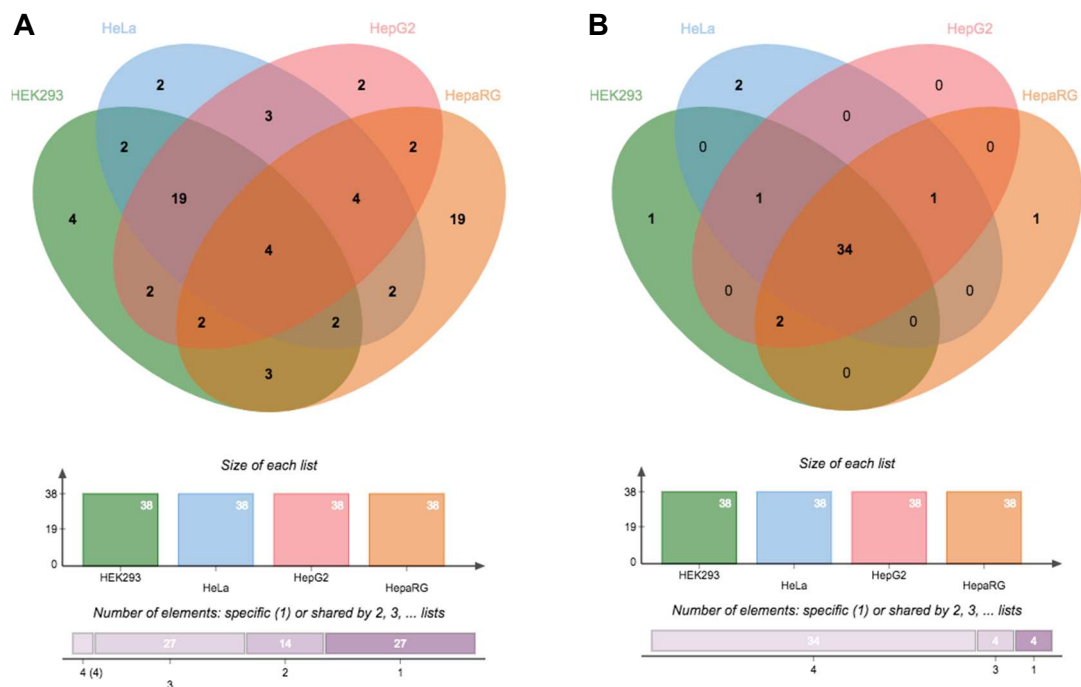 A
HeLa
HepG2
HEK293
HepaRG
2
2
3
2
2
19
4
4
19
4
2
2
2
2
3
Size of each list
38
19
0
38
38
38
38
HEK293
HeLa
HepG2
HepaRG
Number of elements: specific (1) or shared by 2, 3, ... lists
27
14
27
4 (4)
3
2
1
B
HeLa
HepG2
HEK293
HepaRG
2
0
0
0
0
1
1
1
1
34
0
0
2
0
0
Size of each list
38
19
0
38
38
38
38
HEK293
HeLa
HepG2
HepaRG
Number of elements: specific (1) or shared by 2, 3, ... lists
34
4
4
4
3
1